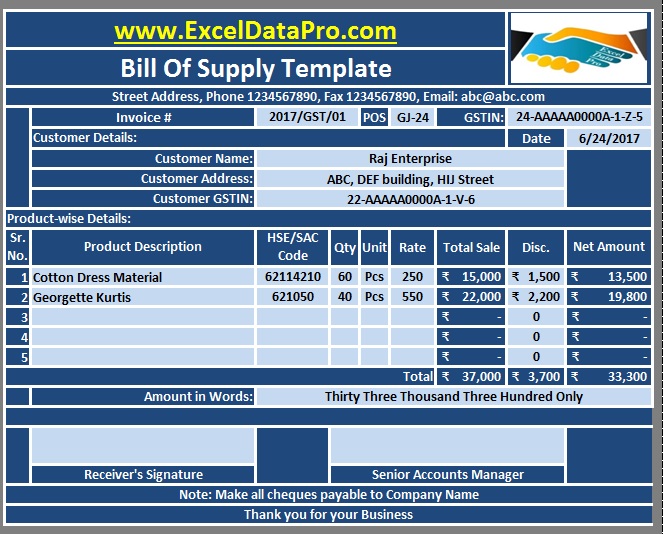 www.ExcelDataPro.com
Excel
Data
Pro
Bill Of Supply Template
Street Address, Phone 1234567890, Fax 1234567890, Email: abc@abc.com
Invoice # 2017/GST/01 POS GJ-24 GSTIN: 24-AAAAA0000A-1-Z-5
Customer Details: Date 6/24/2017
Customer Name: Raj Enterprise
Customer Address: ABC, DEF building, HIJ Street
Customer GSTIN: 22-AAAAA0000A-1-V-6
Product-wise Details:
Sr. No. Product Description HSE/SAC Code Qty Unit Rate Total Sale Disc. Net Amount
1 Cotton Dress Material 62114210 60 Pcs 250 ₹ 15,000 ₹ 1,500 ₹ 13,500
2 Georgette Kurtis 621050 40 Pcs 550 ₹ 22,000 ₹ 2,200 ₹ 19,800
3 ₹ - 0 ₹ -
4 ₹ - 0 ₹ -
5 ₹ - 0 ₹ -
Total ₹ 37,000 ₹ 3,700 ₹ 33,300
Amount in Words: Thirty Three Thousand Three Hundred Only
Receiver's Signature Senior Accounts Manager
Note: Make all cheques payable to Company Name
Thank you for your Business